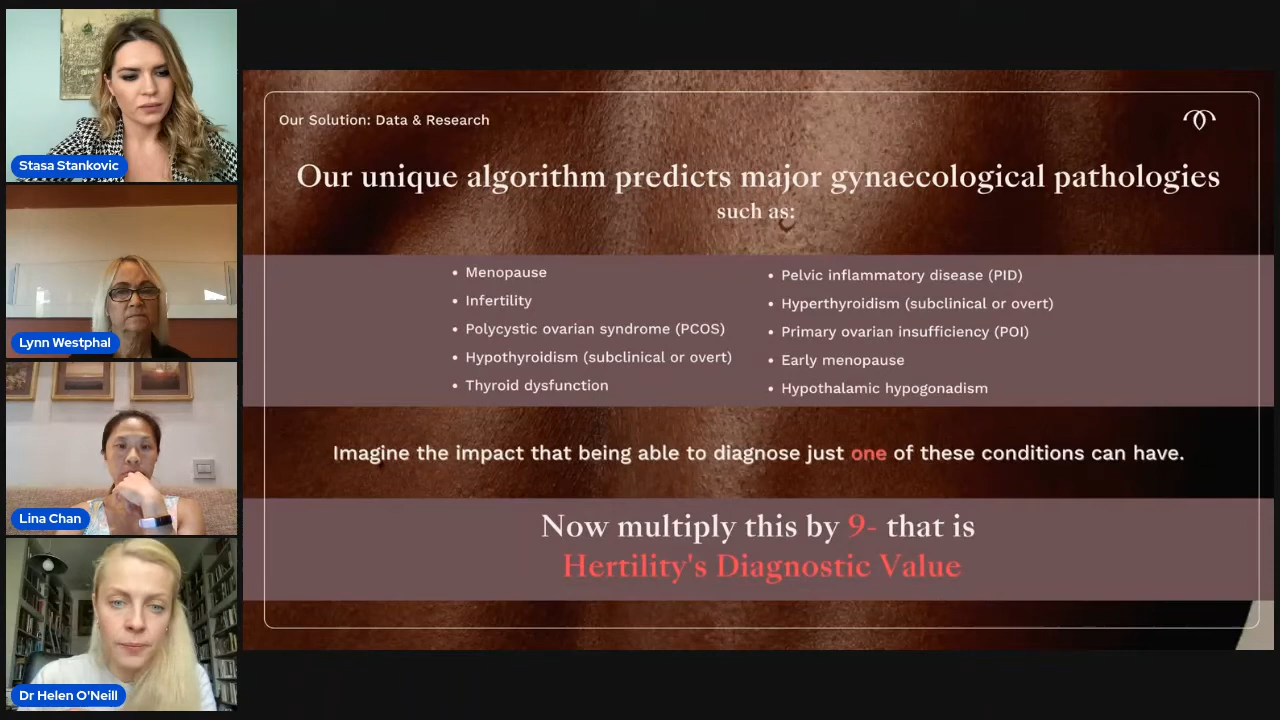 Stasa Stankovic
Lynn Westphal
Lina Chan
Dr Helen O'Neill
Our Solution: Data & Research
Our unique algorithm predicts major gynaecological pathologies
such as:
• Menopause
• Infertility
• Polycystic ovarian syndrome (PCOS)
• Hypothyroidism (subclinical or overt)
• Thyroid dysfunction
• Pelvic inflammatory disease (PID)
• Hyperthyroidism (subclinical or overt)
• Primary ovarian insufficiency (POI)
• Early menopause
• Hypothalamic hypogonadism
Imagine the impact that being able to diagnose just one of these conditions can have.
Now multiply this by 9- that is
Hertility's Diagnostic Value